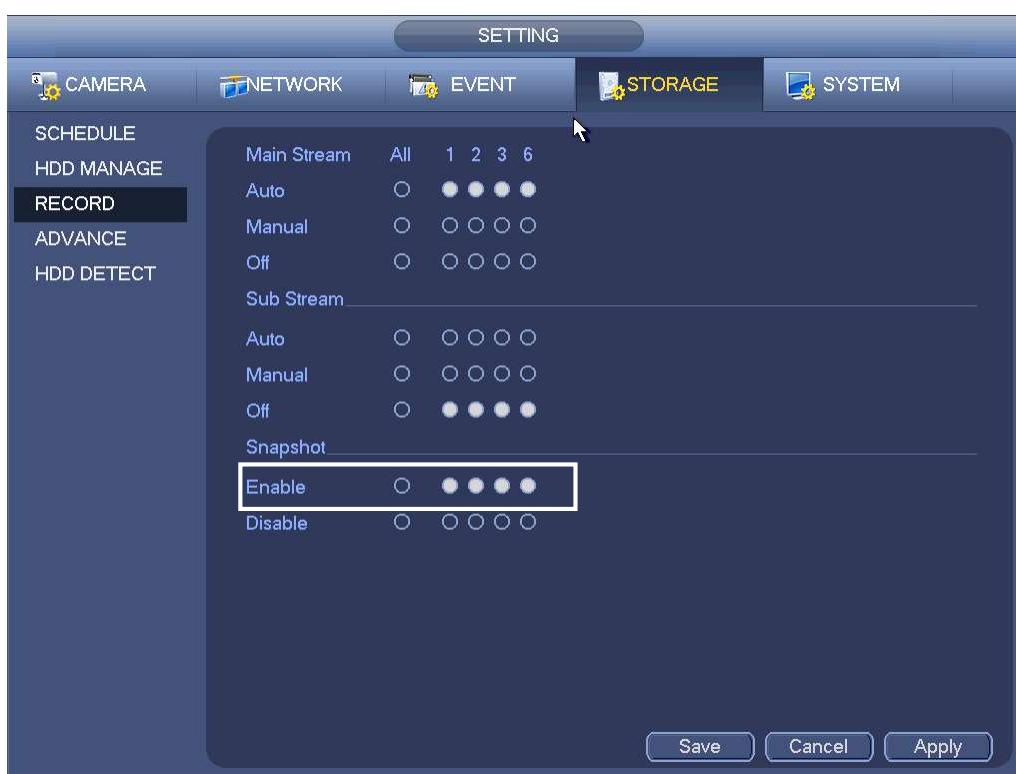 SETTING
CAMERA NETWORK EVENT STORAGE SYSTEM
SCHEDULE
HDD MANAGE
RECORD
ADVANCE
HDD DETECT
Main Stream All 1 2 3 6
Auto
Manual
Off
Sub Stream
Auto
Manual
Off
Snapshot
Enable
Disable
Save Cancel Apply